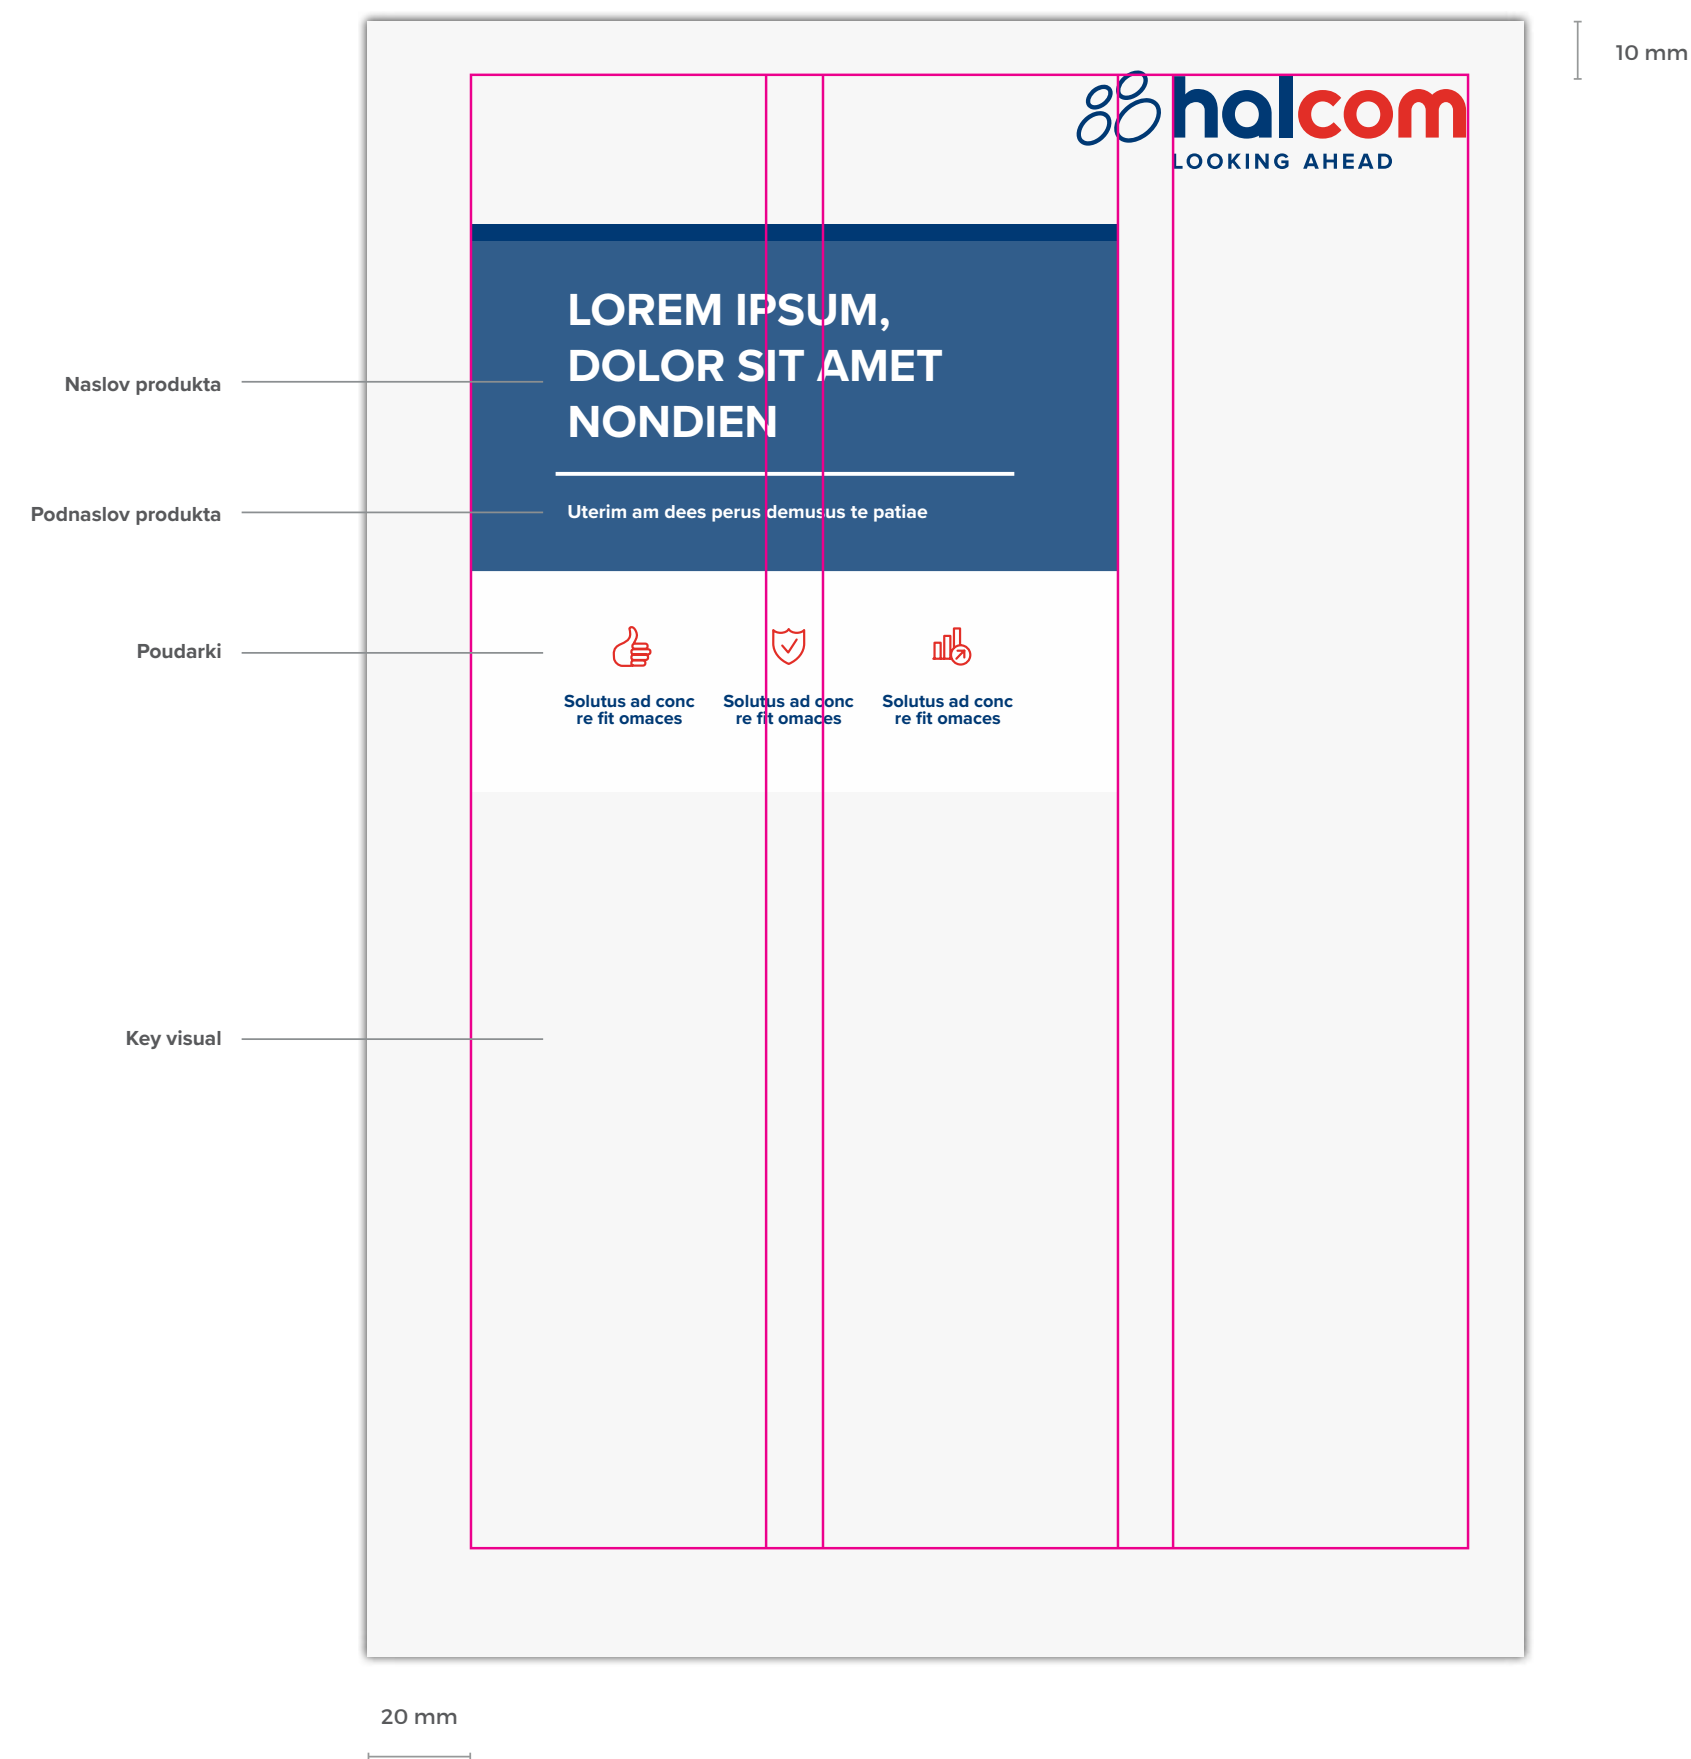 10 mm
halcom
LOOKING AHEAD
LOREM IPSUM,
DOLOR SIT AMET
NONDIEN
Naslov produkta
Podnaslov produkta
Uterim am dees perus demusus te patiae
Poudarki
Solutus ad conc
re fit omaces
Solutus ad conc
re fit omaces
Solutus ad conc
re fit omaces
Key visual
20 mm